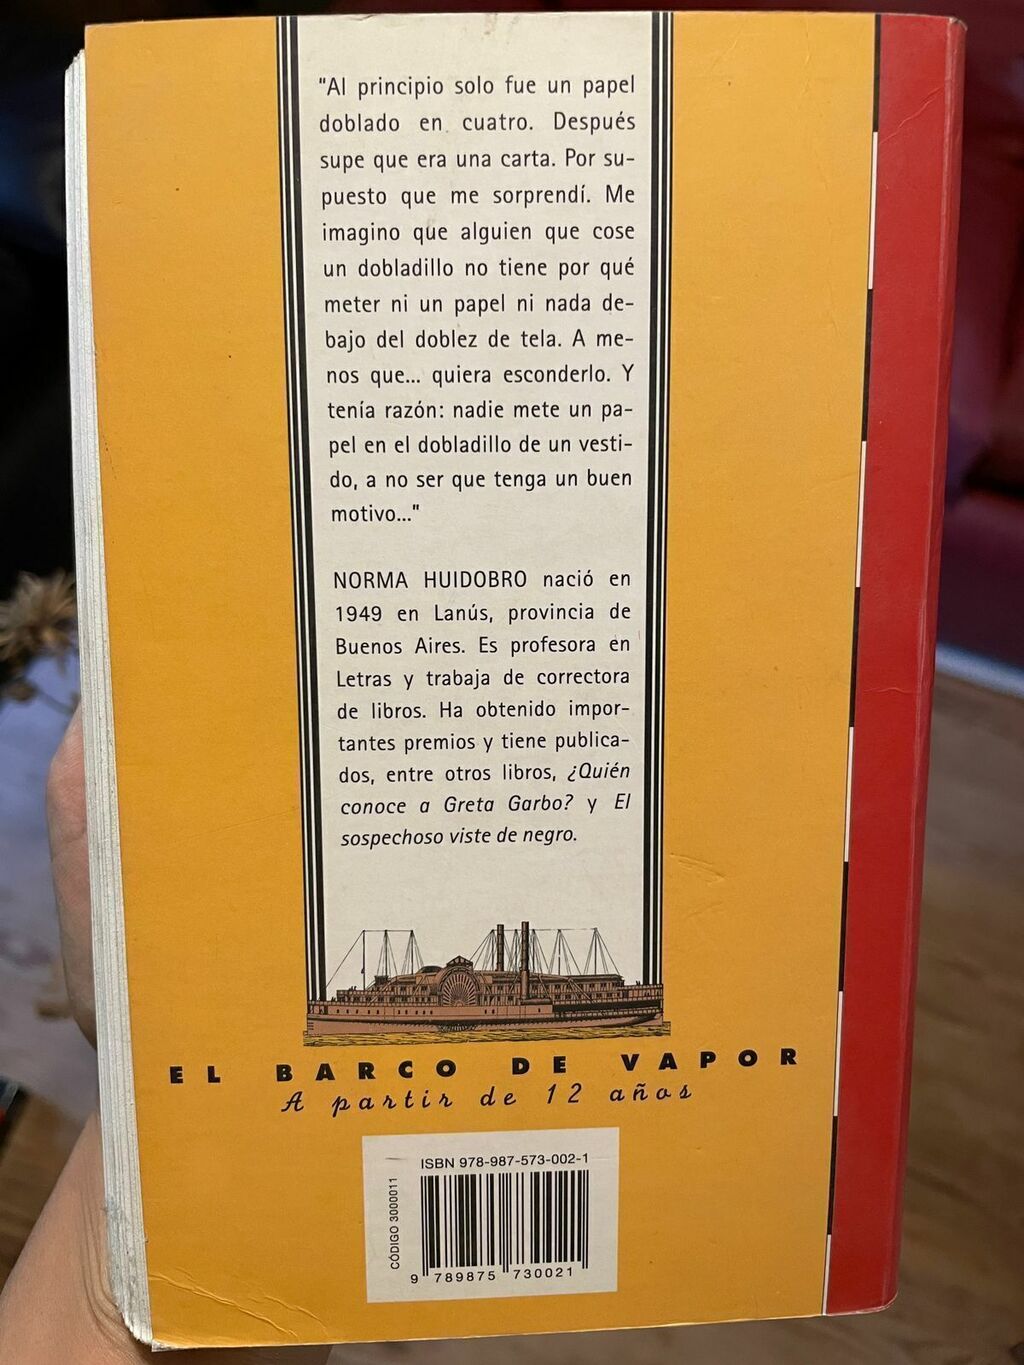 "Al principio solo fue un papel
doblado en cuatro. Después
supe que era una carta. Por su-
puesto que me sorprendí. Me
imagino que alguien que cose
un dobladillo no tiene por qué
meter ni un papel ni nada de-
bajo del doblez de tela. A me-
nos que... quiera esconderlo. Y
tenía razón: nadie mete un pa-
pel en el dobladillo de un vesti-
do, a no ser que tenga un buen
motivo..."
NORMA HUIDOBRO nació en
1949 en Lanús, provincia de
Buenos Aires. Es profesora en
Letras y trabaja de correctora
de libros. Ha obtenido impor-
tantes premios y tiene publica-
dos, entre otros libros, ¿Quién
conoce a Greta Garbo? y El
sospechoso viste de negro.
EL BARCO DE VAPOR
A partir de 12 años
ISBN 978-987-573-002-1
CÓDIGO 3000011
9 789875 730021